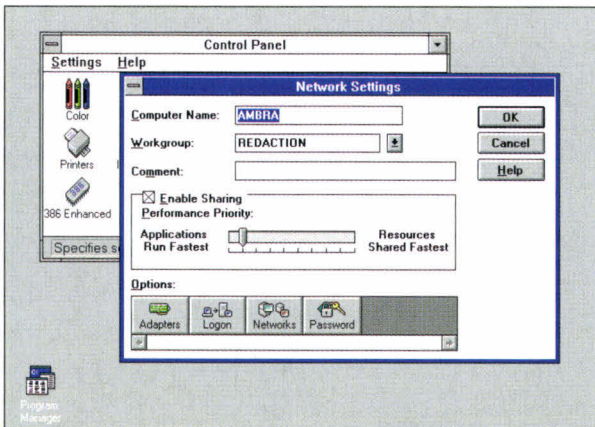 Control Panel
Settings Help
Color
Printers
386 Enhanced
Specifies s
Network Settings
Computer Name: AMBRA
Workgroup: REDACTION
Comment:
Enable Sharing
Performance Priority:
Applications Run Fastest
Resources Shared Fastest
Options:
Adapters Logon Networks Password
OK
Cancel
Help
Program
Manager